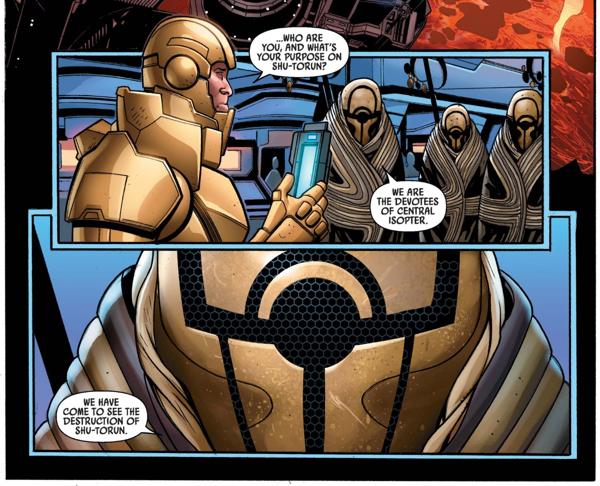 ...WHO ARE
YOU, AND WHAT'S
YOUR PURPOSE ON
SHU-TORUN?
WE ARE
THE DEVOTEES
OF CENTRAL
ISOPTER.
WE HAVE
COME TO SEE THE
DESTRUCTION OF
SHU-TORUN.